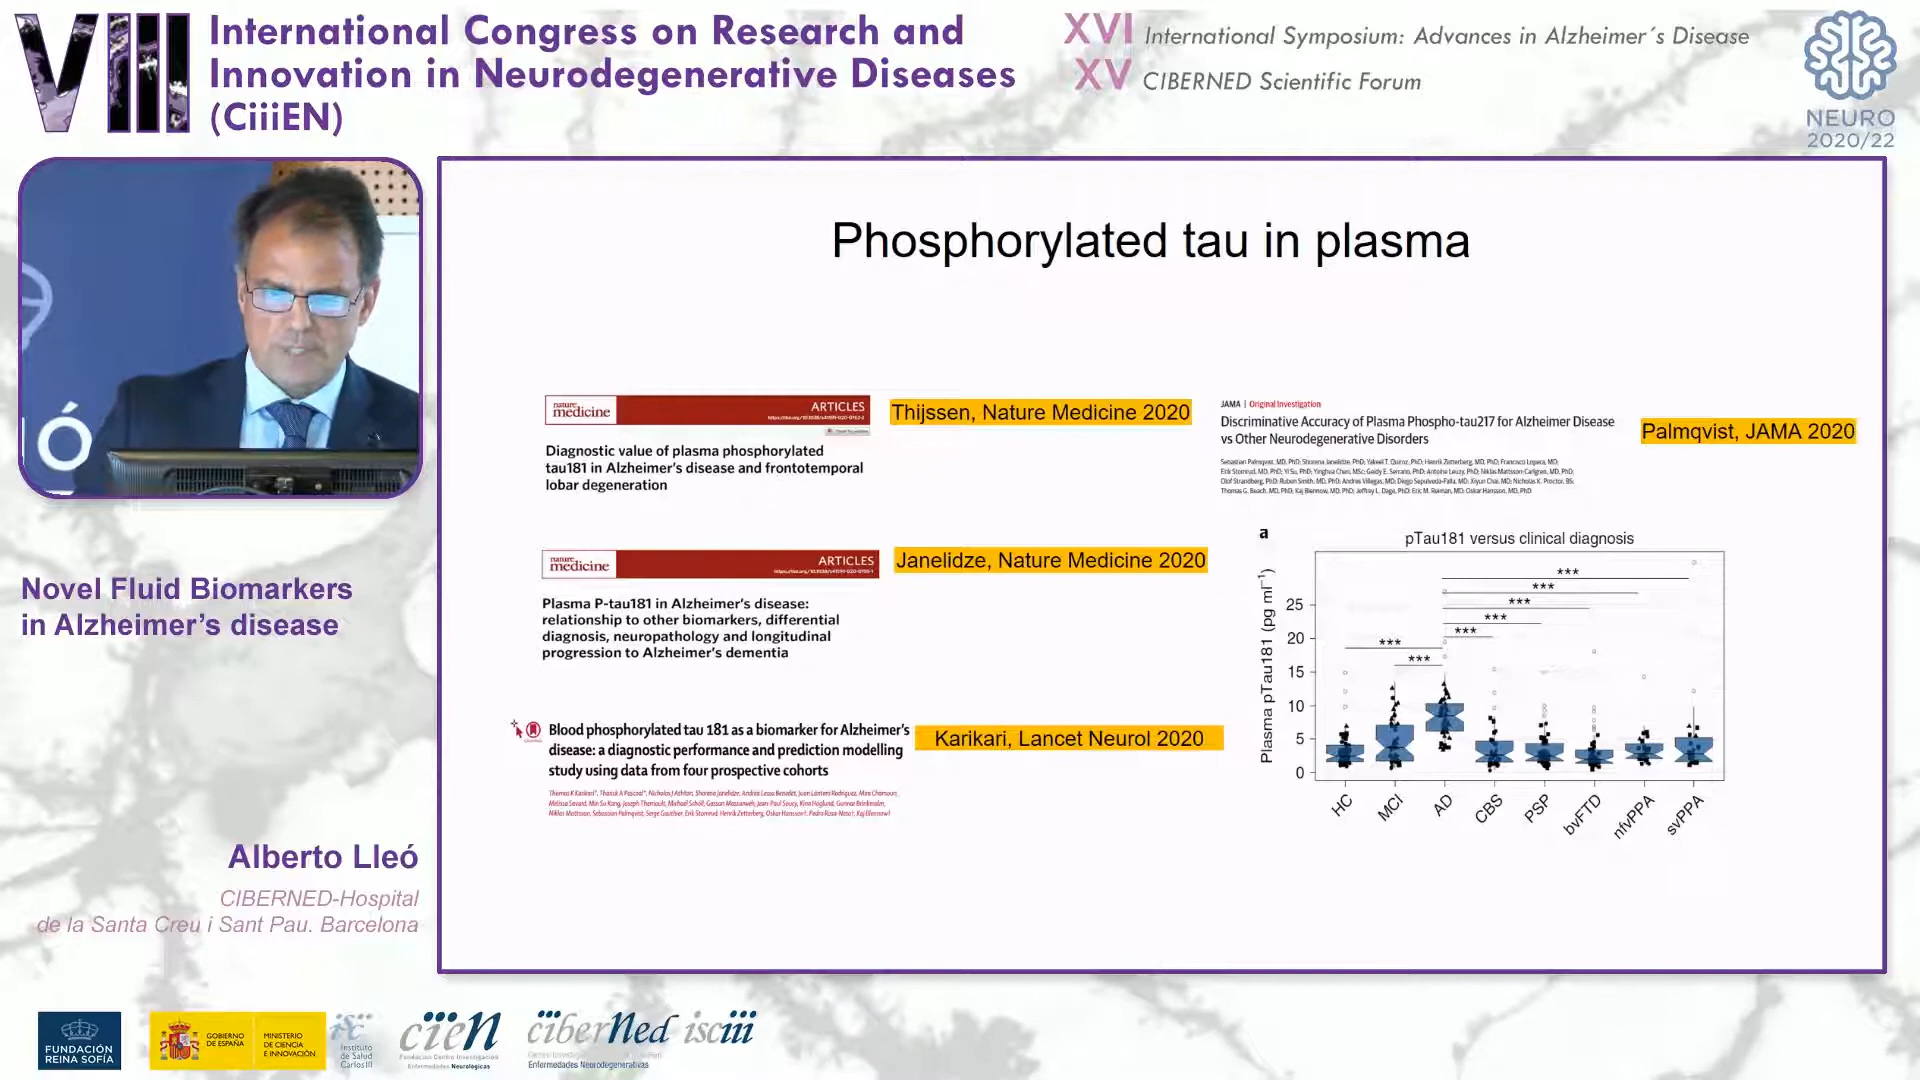 VIII
International Congress on Research and
Innovation in Neurodegenerative Diseases
(CiiiEN)
XVI International Symposium: Advances in Alzheimer´s Disease
XV CIBERNED Scientific Forum
NEURO
2020/22
Ó
Novel Fluid Biomarkers
in Alzheimer's disease
Alberto Lleó
CIBERNED-Hospital
de la Santa Creu i Sant Pau. Barcelona
Phosphorylated tau in plasma
nature
medicine
ARTICLES
Diagnostic value of plasma phosphorylated
tau181 in Alzheimer's disease and frontotemporal
lobar degeneration
Thijssen, Nature Medicine 2020
JAMA | Original Investigation
Discriminative Accuracy of Plasma Phospho-tau217 for Alzheimer Disease
vs Other Neurodegenerative Disorders
Palmqvist, JAMA 2020
nature
medicine
ARTICLES
Plasma P-tau181 in Alzheimer's disease:
relationship to other biomarkers, differential
diagnosis, neuropathology and longitudinal
progression to Alzheimer's dementia
Janelidze, Nature Medicine 2020
Blood phosphorylated tau 181 as a biomarker for Alzheimer's
disease: a diagnostic performance and prediction modelling
study using data from four prospective cohorts
Karikari, Lancet Neurol 2020
a
pTau181 versus clinical diagnosis
Plasma pTau181 (pg ml⁻¹)
25
20
15
10
5
0
***
***
***
***
***
***
***
HC
MCI
AD
CBS
PSP
bvFTD
nfvPPA
svPPA
FUNDACIÓN
REINA SOFÍA
GOBIERNO
DE ESPAÑA
MINISTERIO
DE CIENCIA
E INNOVACIÓN
Instituto
de Salud
Carlos III
cien
Fundación Centro Investigación
Enfermedades Neurológicas
ciberNed isciii
Enfermedades Neurodegenerativas